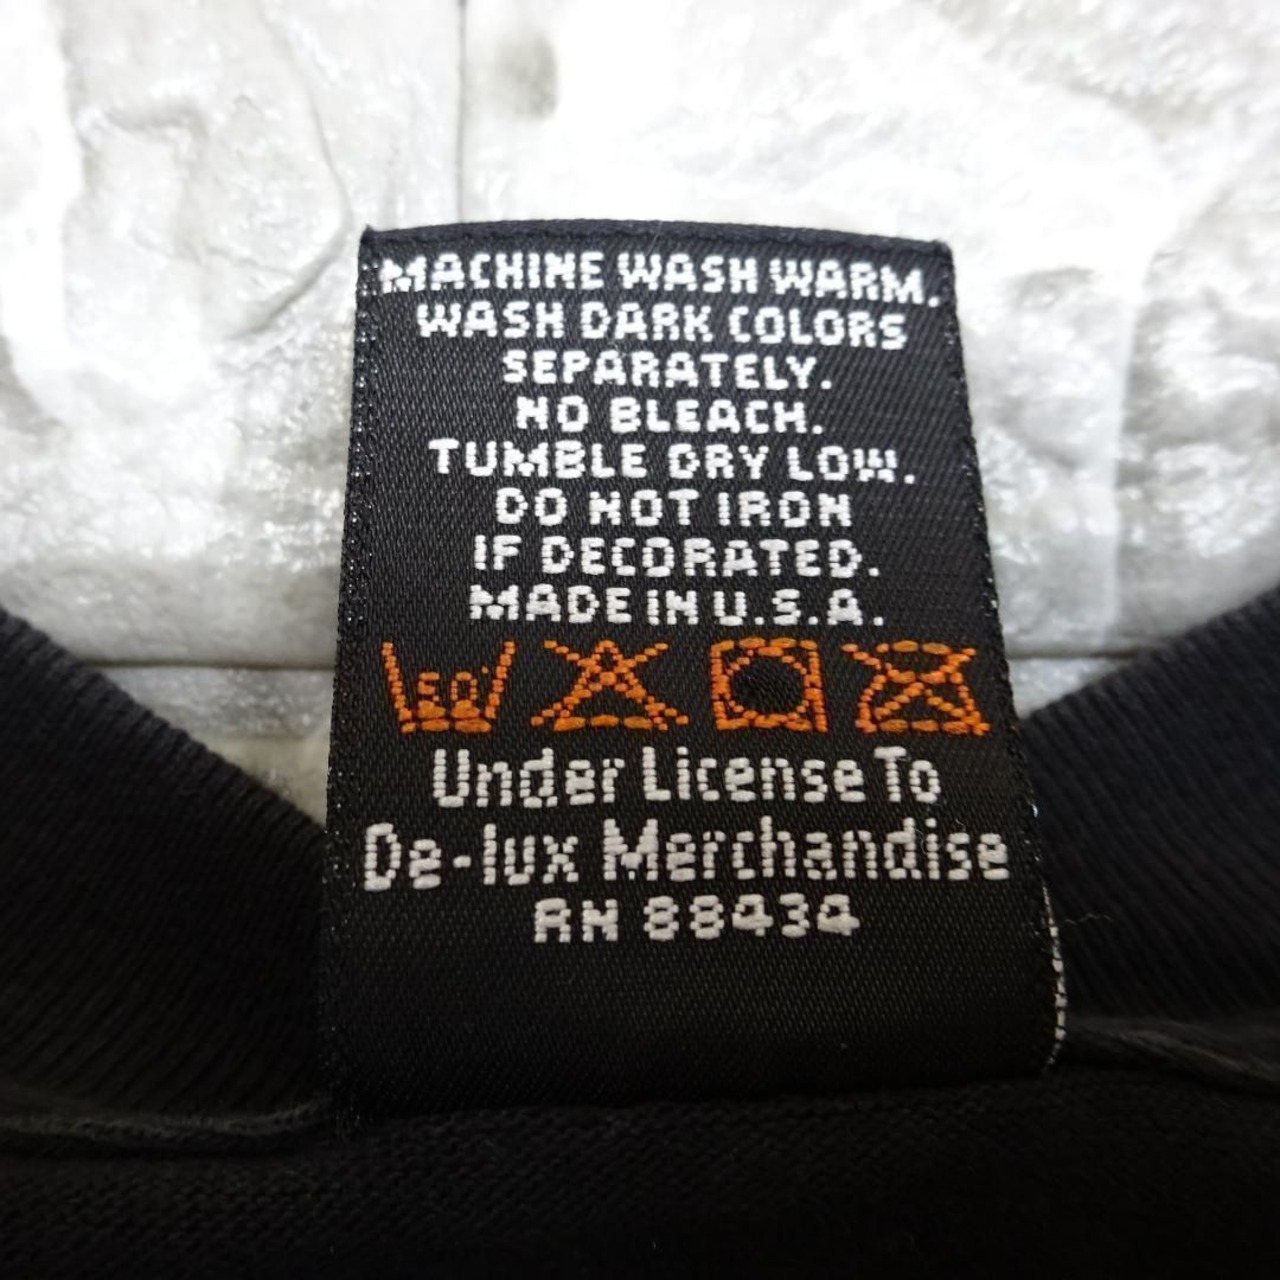 MACHINE WASH WARM.
WASH DARK COLORS
SEPARATELY.
NO BLEACH.
TUMBLE DRY LOW.
DO NOT IRON
IF DECORATED.
MADE IN U.S.A.
50°
Under License To
De-lux Merchandise
RN 88434